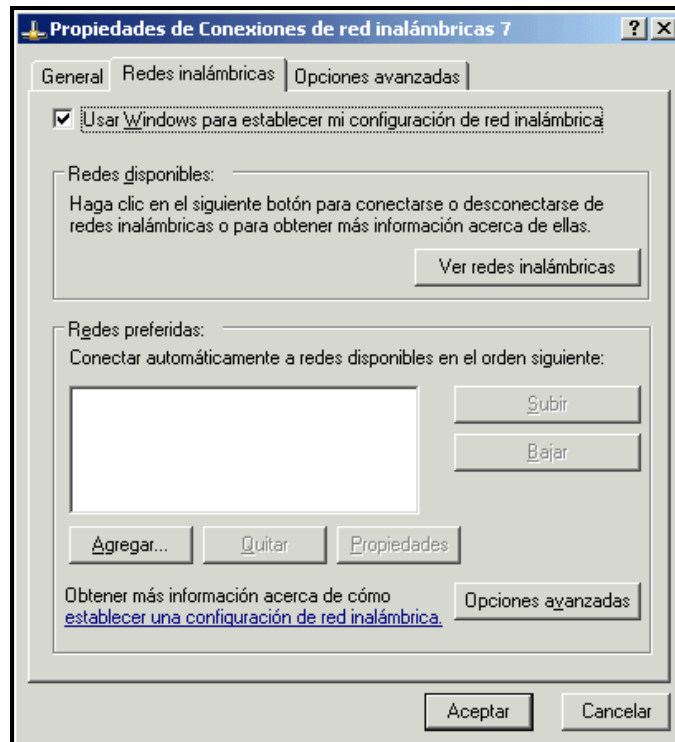 Propiedades de Conexiones de red inalámbricas 7
General
Redes inalámbricas
Opciones avanzadas
Usar Windows para establecer mi configuración de red inalámbrica
Redes disponibles:
Haga clic en el siguiente botón para conectarse o desconectarse de
redes inalámbricas o para obtener más información acerca de ellas.
Ver redes inalámbricas
Redes preferidas:
Conectar automáticamente a redes disponibles en el orden siguiente:
Subir
Bajar
Agregar...
Quitar
Propiedades
Obtener más información acerca de cómo
establecer una configuración de red inalámbrica.
Opciones avanzadas
Aceptar
Cancelar